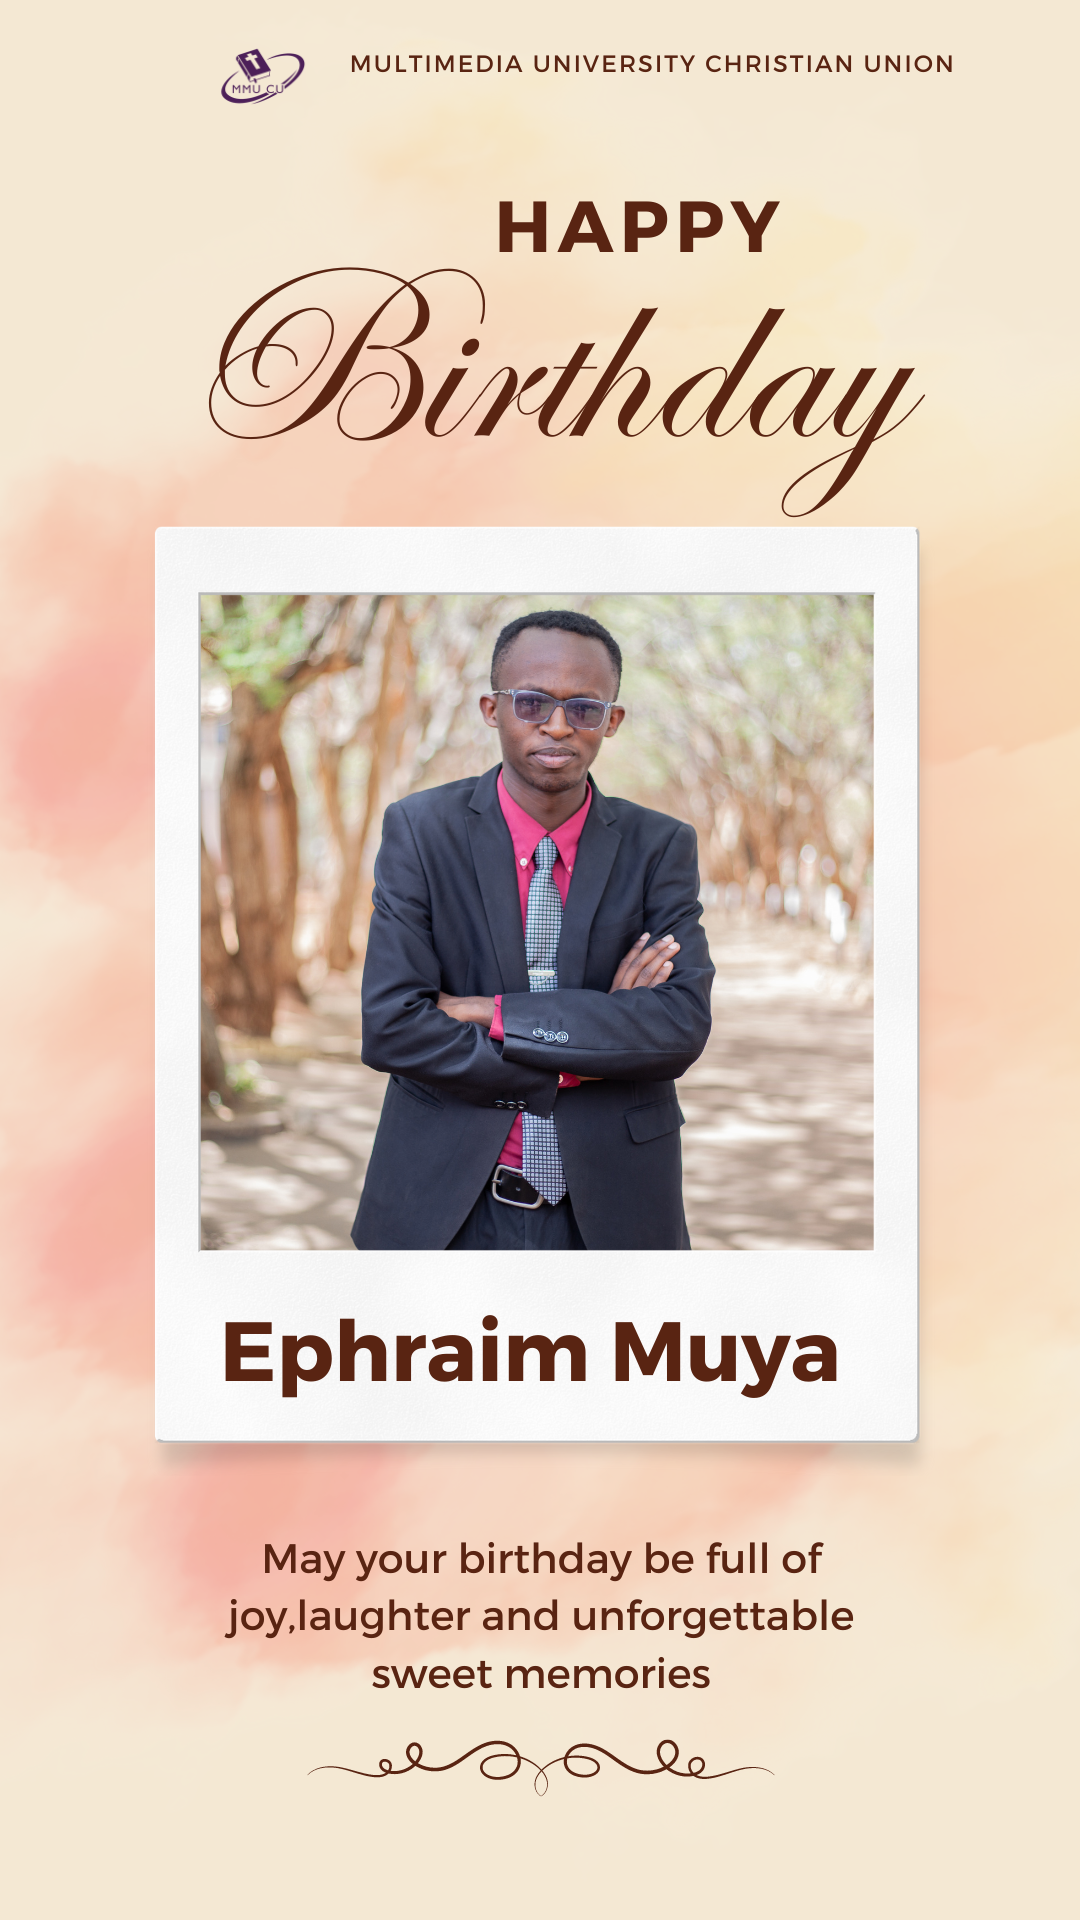 MMU CU
MULTIMEDIA UNIVERSITY CHRISTIAN UNION
HAPPY
Birthday
Ephraim Muya
May your birthday be full of
joy,laughter and unforgettable
sweet memories